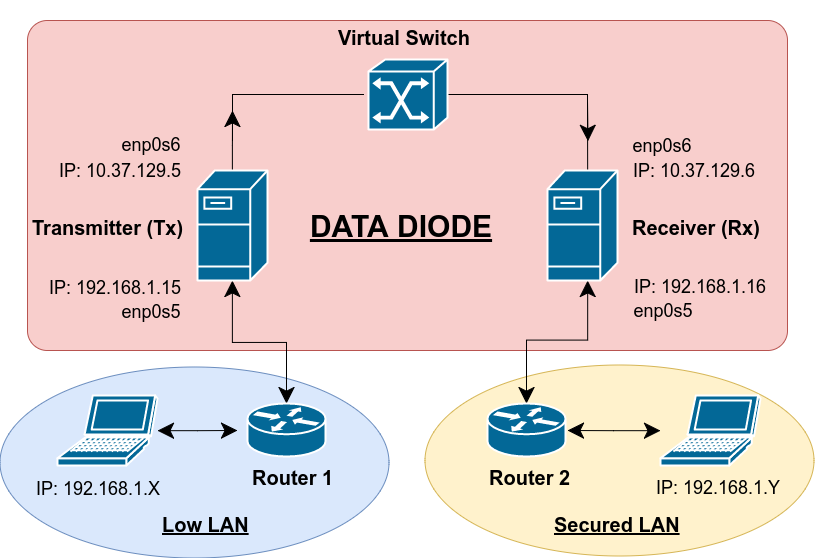 Virtual Switch
enp0s6
IP: 10.37.129.5
enp0s6
IP: 10.37.129.6
Transmitter (Tx)
DATA DIODE
Receiver (Rx)
IP: 192.168.1.15
enp0s5
IP: 192.168.1.16
enp0s5
Router 1
IP: 192.168.1.X
Low LAN
Router 2
IP: 192.168.1.Y
Secured LAN